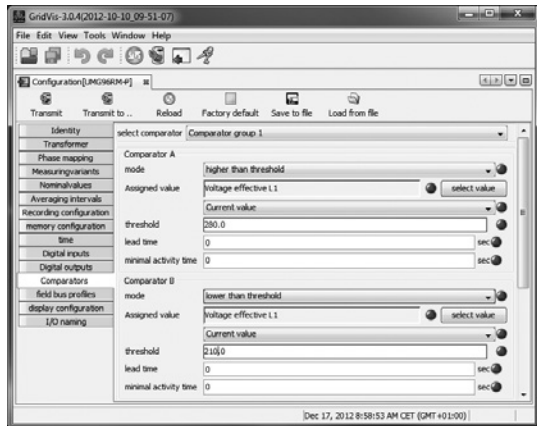 GridVis-3.0.4(2012-10-10_09-51-07)
File Edit View Tools Window Help
Configuration[UMG96RM-P]
Transmit Transmit to .. Reload Factory default Save to file Load from file
Identity
Transformer
Phase mapping
Measuringvariants
Nominalvalues
Averaging intervals
Recording configuration
memory configuration
time
Digital inputs
Digital outputs
Comparators
field bus profiles
display configuration
I/O naming
select comparator Comparator group 1
Comparator A
mode higher than threshold
Assigned value Voltage effective L1 select value
Current value
threshold 280.0
lead time 0 sec
minimal activity time 0 sec
Comparator B
mode lower than threshold
Assigned value Voltage effective L1 select value
Current value
threshold 210.0
lead time 0 sec
minimal activity time 0 sec
Dec 17, 2012 8:58:53 AM CET (GMT +01:00)